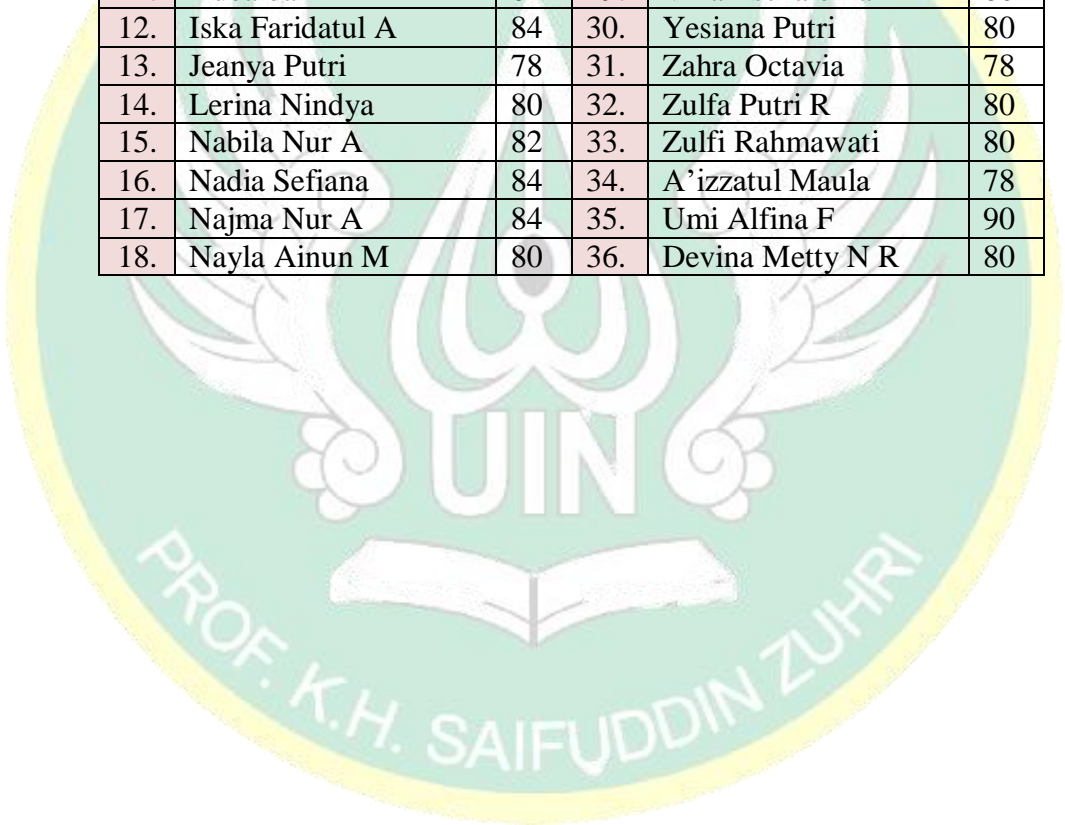 12. Iska Faridatul A 84 30. Yesiana Putri 80
13. Jeanya Putri 78 31. Zahra Octavia 78
14. Lerina Nindya 80 32. Zulfa Putri R 80
15. Nabila Nur A 82 33. Zulfi Rahmawati 80
16. Nadia Sefiana 84 34. A’izzatul Maula 78
17. Najma Nur A 84 35. Umi Alfina F 90
18. Nayla Ainun M 80 36. Devina Metty N R 80
UIN
PROF. K.H. SAIFUDDIN ZUHRI